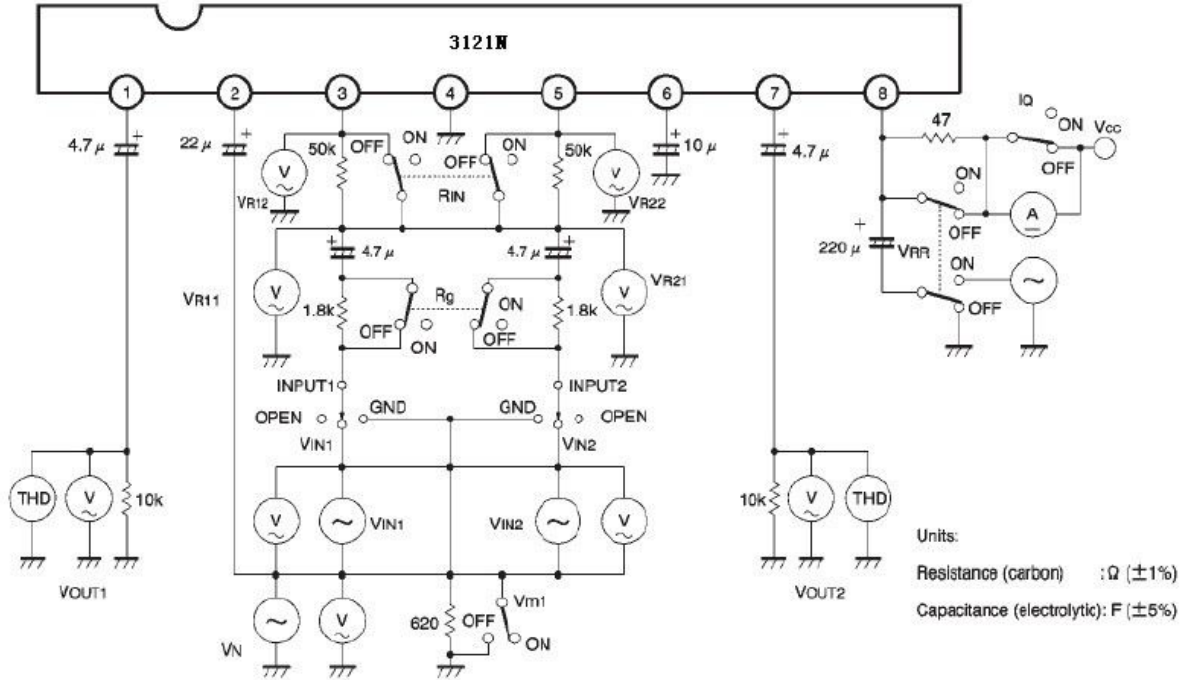 3121N
1 2 3 4 5 6 7 8
4.7 μ
22 μ
50k
OFF
ON
OFF
ON
50k
10 μ
4.7 μ
47
IQ
ON
VCC
OFF
V
VR12
RIN
V
VR22
ON
OFF
A
220 μ
VRR
ON
OFF
4.7 μ
4.7 μ
VR11
V
1.8k
Rg
OFF
ON
ON
OFF
1.8k
V
VR21
INPUT1
INPUT2
OPEN
GND
GND
OPEN
VIN1
VIN2
THD
V
10k
V
VIN1
VIN2
V
10k
V
THD
VOUT1
VOUT2
VN
V
620
OFF
Vm1
ON
Units:
Resistance (carbon) :Ω (±1%)
Capacitance (electrolytic): F (±5%)